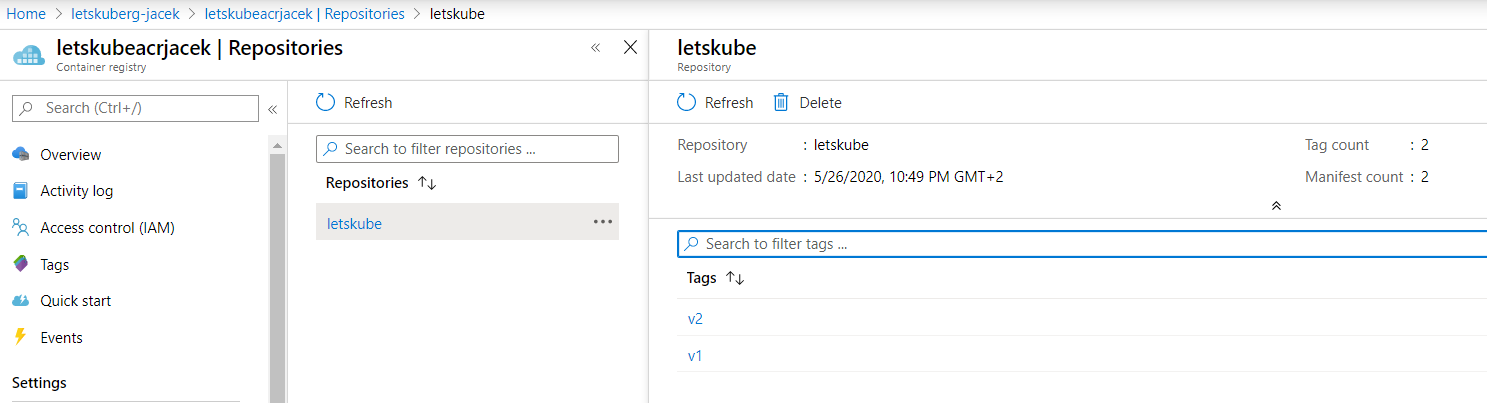 Home > letskuberg-jacek > letskubeacrjacek | Repositories > letskube
letskubeacrjacek | Repositories
Container registry
Search (Ctrl+/)
Overview
Activity log
Access control (IAM)
Tags
Quick start
Events
Settings
Refresh
Search to filter repositories ...
Repositories
letskube
letskube
Repository
Refresh Delete
Repository : letskube Tag count : 2
Last updated date : 5/26/2020, 10:49 PM GMT+2 Manifest count : 2
Search to filter tags ...
Tags
v2
v1